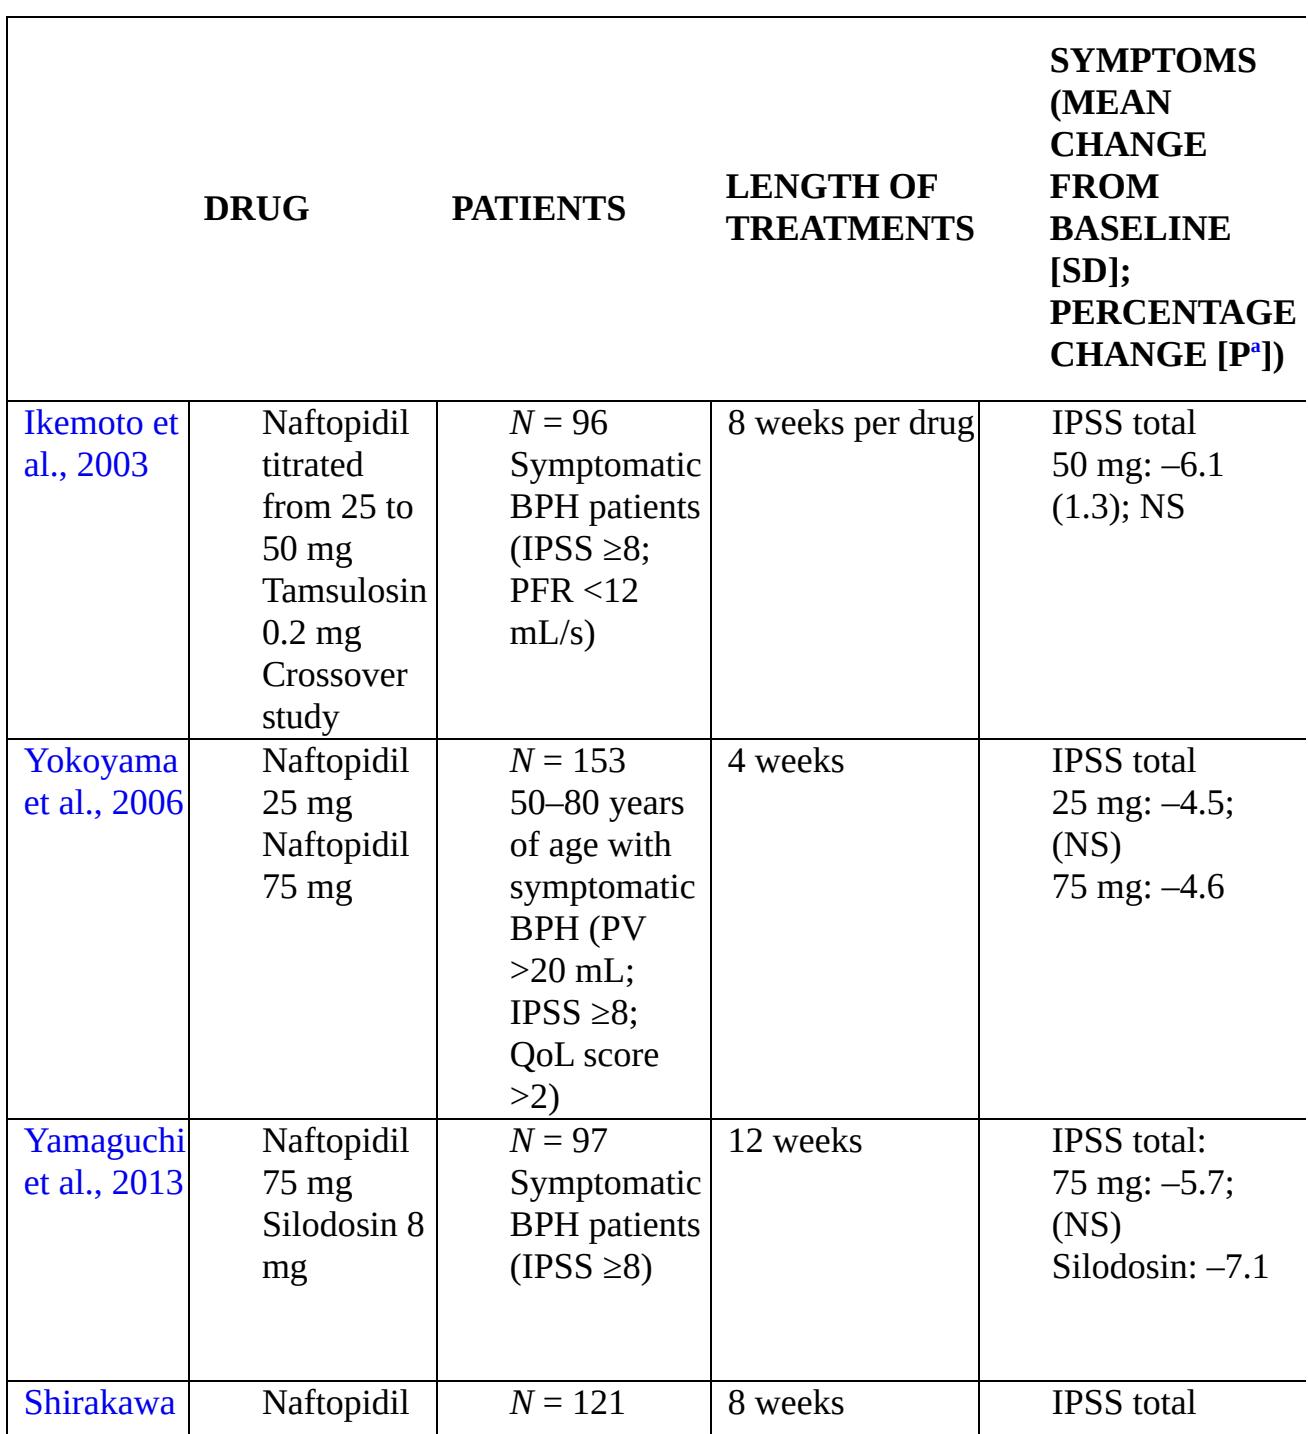 DRUG
PATIENTS
LENGTH OF
TREATMENTS
SYMPTOMS
(MEAN
CHANGE
FROM
BASELINE
[SD];
PERCENTAGE
CHANGE [Pa])
Ikemoto et
al., 2003
Naftopidil
titrated
from 25 to
50 mg
Tamsulosin
0.2 mg
Crossover
study
N = 96
Symptomatic
BPH patients
(IPSS ≥8;
PFR <12
mL/s)
8 weeks per drug
IPSS total
50 mg: –6.1
(1.3); NS
Yokoyama
et al., 2006
Naftopidil
25 mg
Naftopidil
75 mg
N = 153
50–80 years
of age with
symptomatic
BPH (PV
>20 mL;
IPSS ≥8;
QoL score
>2)
4 weeks
IPSS total
25 mg: –4.5;
(NS)
75 mg: –4.6
Yamaguchi
et al., 2013
Naftopidil
75 mg
Silodosin 8
mg
N = 97
Symptomatic
BPH patients
(IPSS ≥8)
12 weeks
IPSS total:
75 mg: –5.7;
(NS)
Silodosin: –7.1
Shirakawa
Naftopidil
N = 121
8 weeks
IPSS total